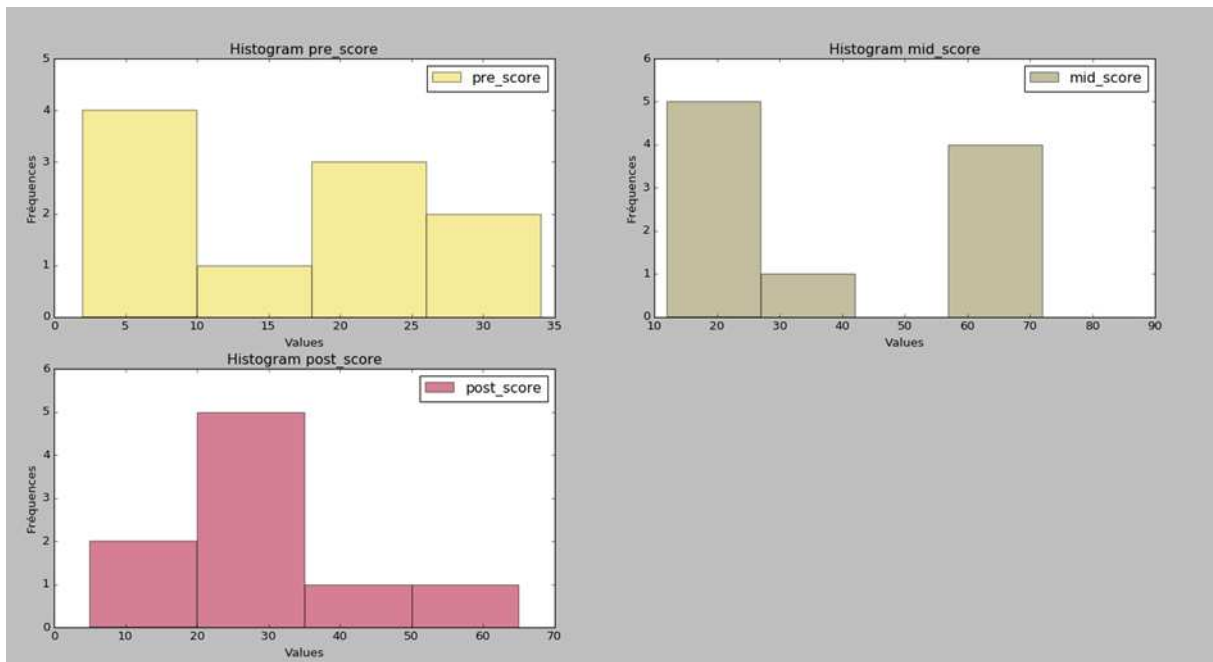 Histogram pre_score
5
4
3
2
1
0
Fréquences
pre_score
0 5 10 15 20 25 30 35
Values
Histogram mid_score
6
5
4
3
2
1
0
Fréquences
mid_score
10 20 30 40 50 60 70 80 90
Values
Histogram post_score
6
5
4
3
2
1
0
Fréquences
post_score
0 10 20 30 40 50 60 70
Values